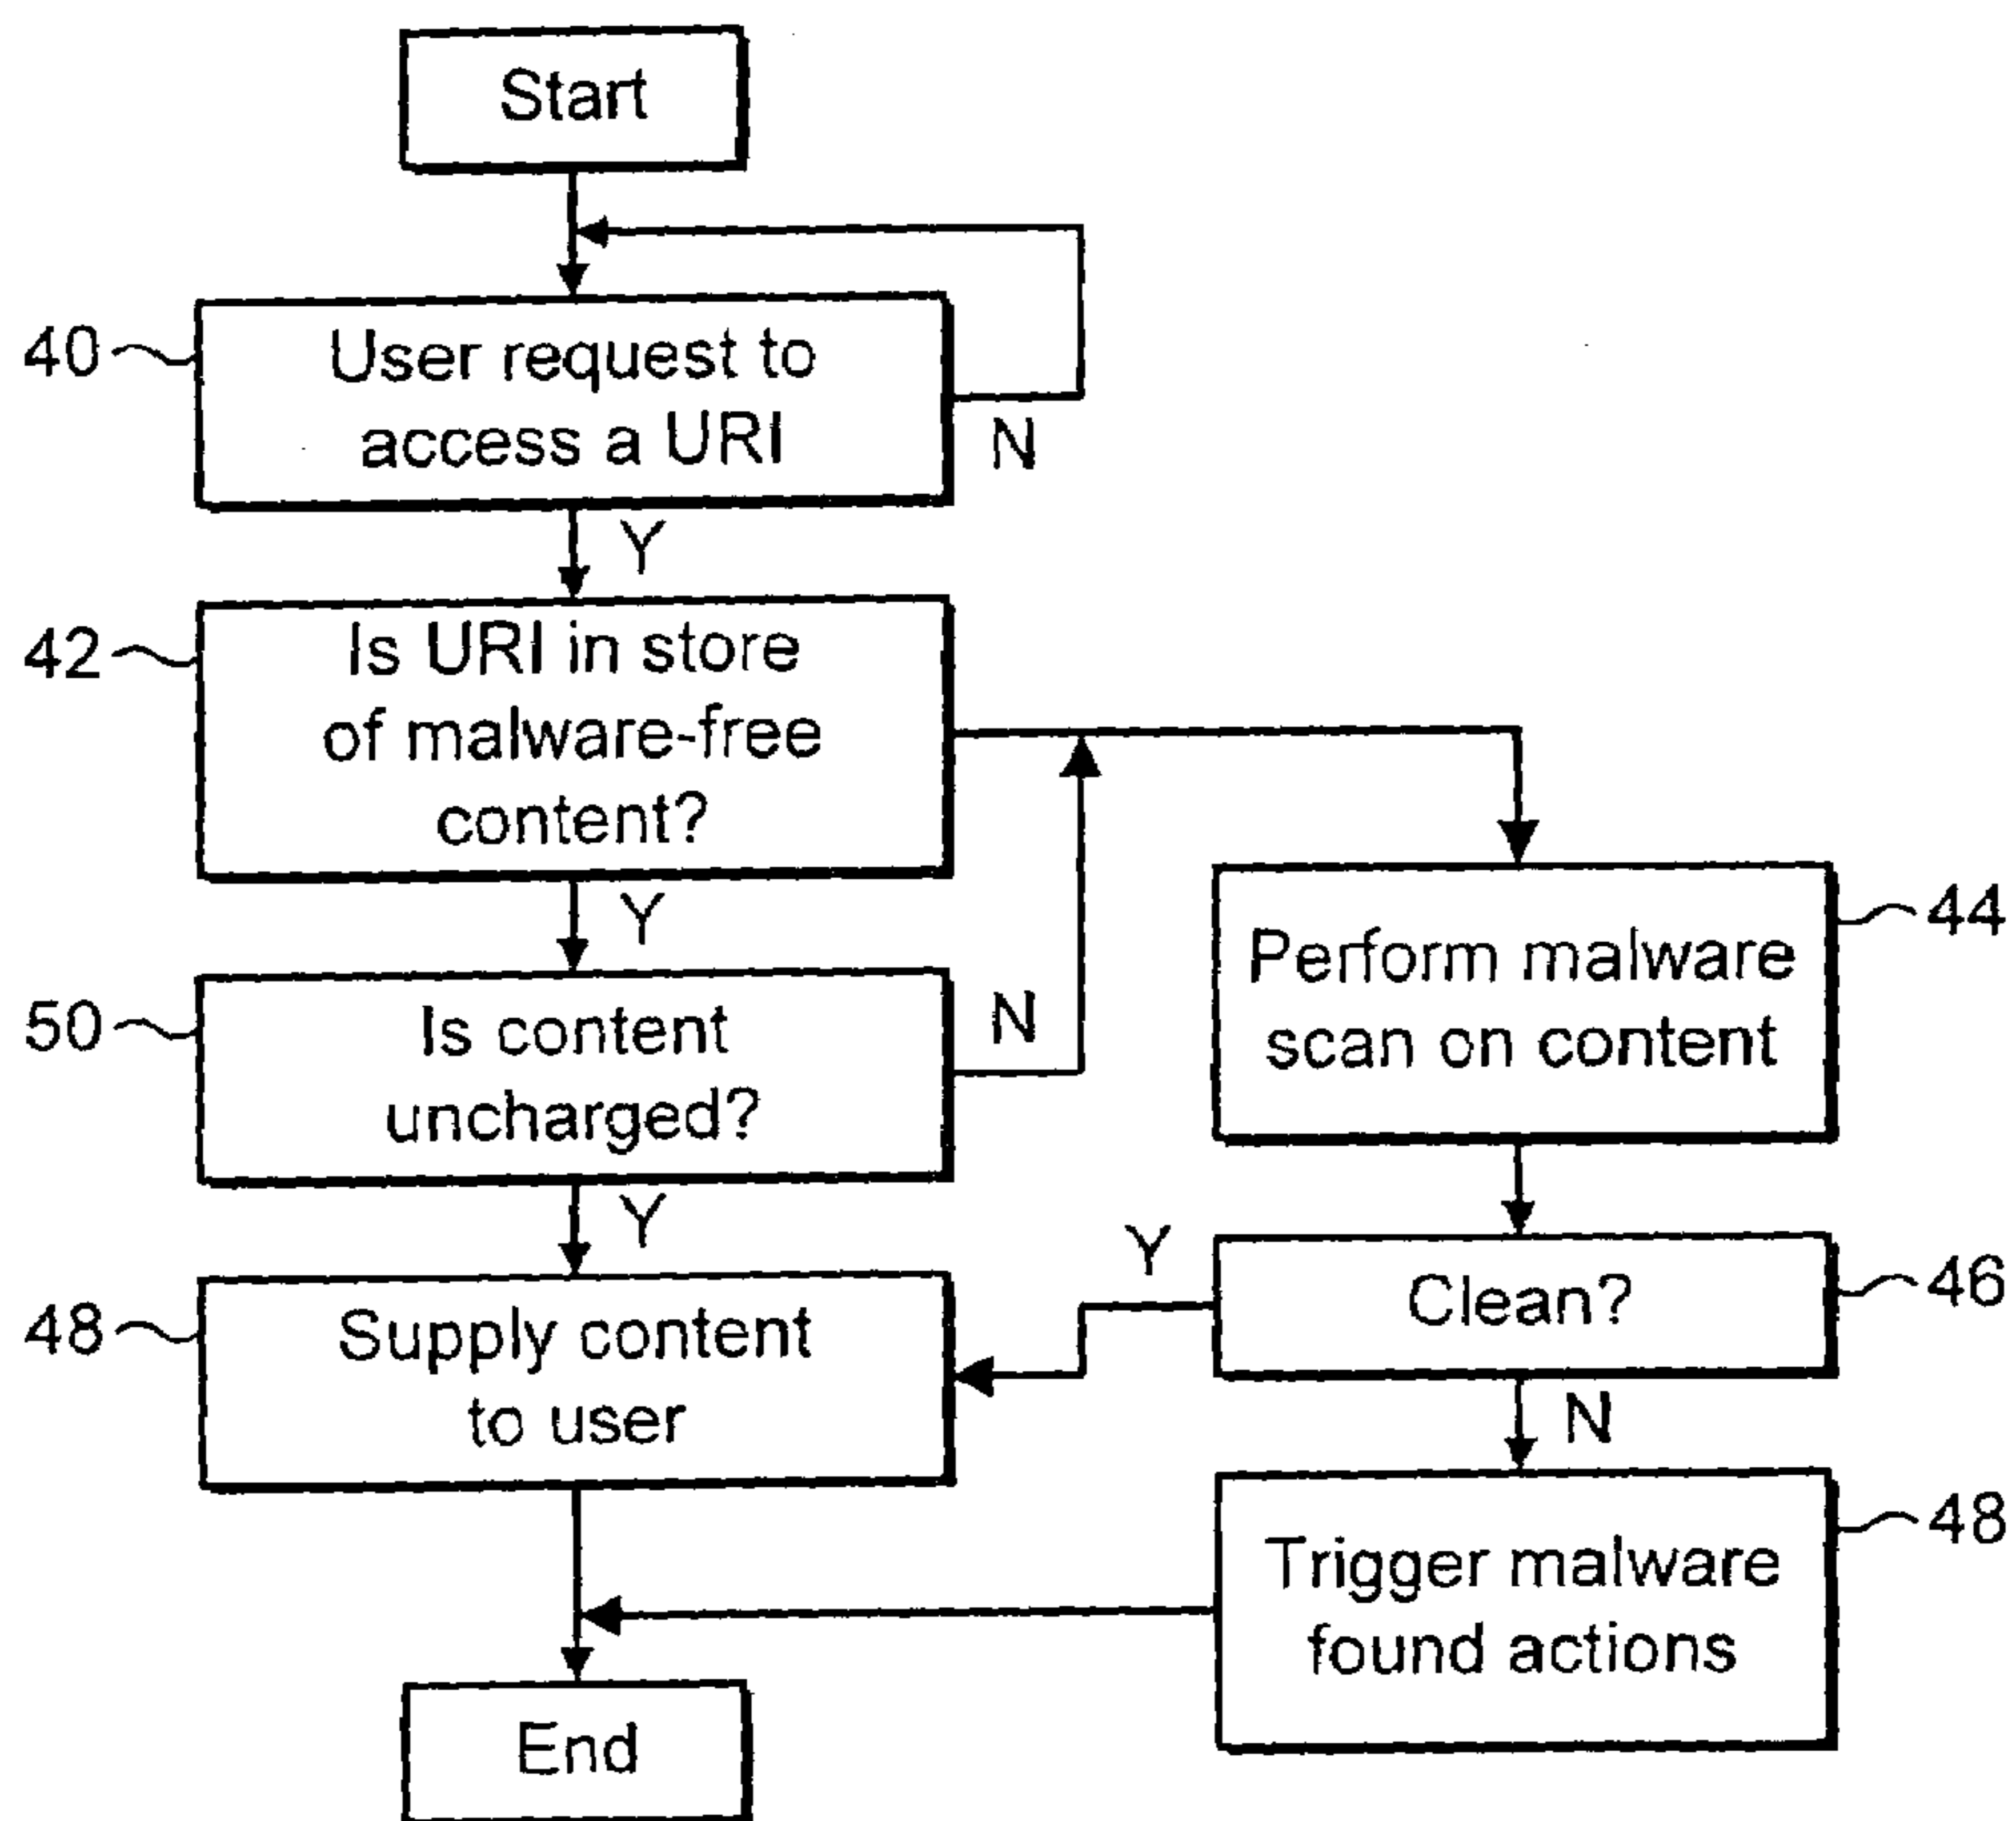 Start
40
User request to
access a URI
N
Y
42
Is URI in store
of malware-free
content?
Y
44
Perform malware
scan on content
50
Is content
uncharged?
N
Y
Y
Clean?
46
48
Supply content
to user
N
48
Trigger malware
found actions
End